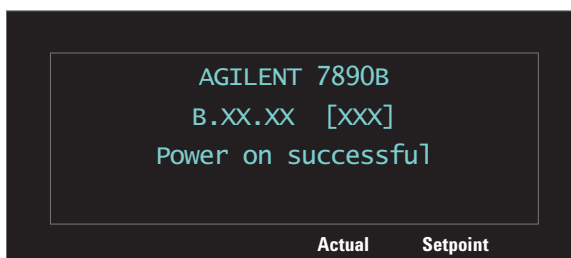 AGILENT 7890B
B.XX.XX [XXX]
Power on successful
Actual Setpoint